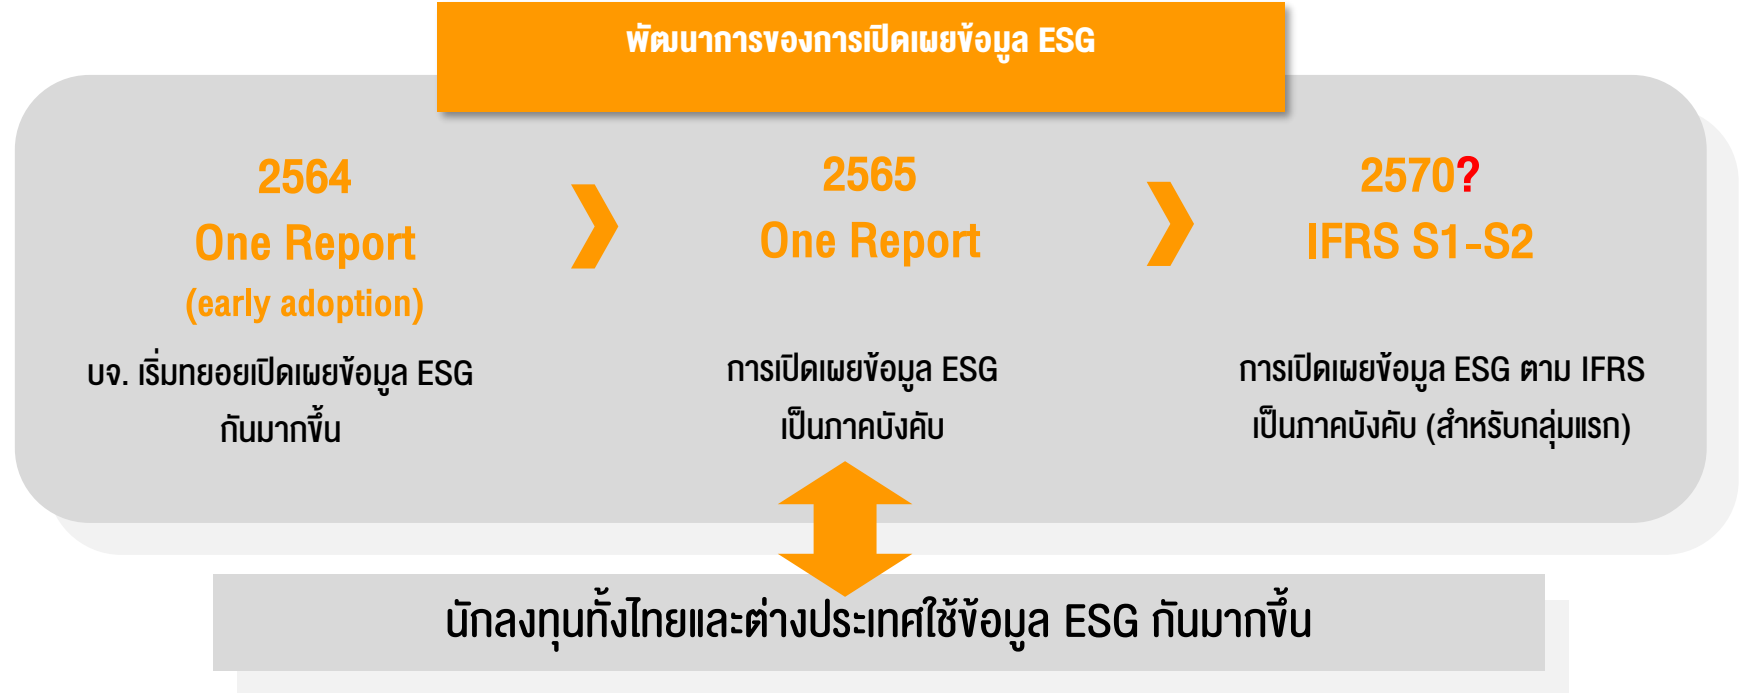 พัฒนาการของการเปิดเผยข้อมูล ESG
2564
One Report
(early adoption)
บจ. เริ่มทยอยเปิดเผยข้อมูล ESG
กันมากขึ้น
2565
One Report
การเปิดเผยข้อมูล ESG
เป็นภาคบังคับ
2570?
IFRS S1-S2
การเปิดเผยข้อมูล ESG ตาม IFRS
เป็นภาคบังคับ (สำหรับกลุ่มแรก)
นักลงทุนทั้งไทยและต่างประเทศใช้ข้อมูล ESG กันมากขึ้น